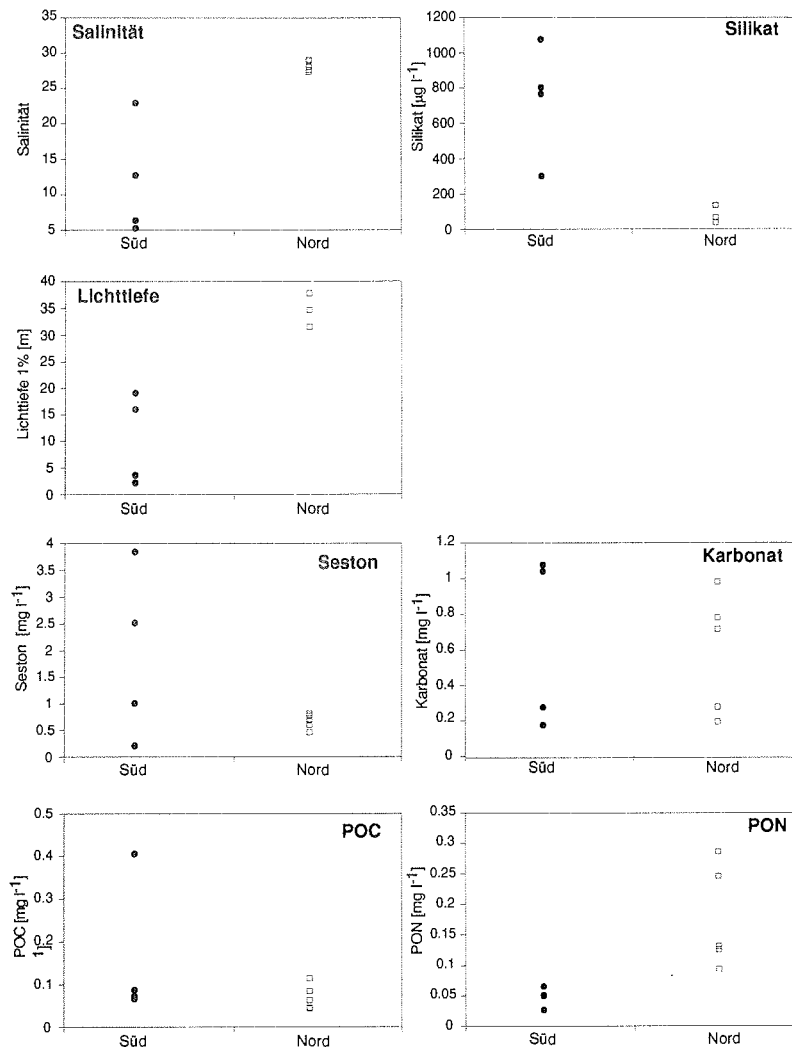 Salinität
Salinität
35
30
25
20
15
10
5
Süd
Nord
Silikat
Silikat [µg l-1]
1200
1000
800
600
400
200
0
Süd
Nord
Lichttiefe
Lichttiefe 1% [m]
40
35
30
25
20
15
10
5
0
Süd
Nord
Seston
Seston [mg l-1]
4
3.5
3
2.5
2
1.5
1
0.5
0
Süd
Nord
Karbonat
Karbonat [mg l-1]
1.2
1
0.8
0.6
0.4
0.2
0
Süd
Nord
POC
POC [mg l-1]
1]
0.5
0.4
0.3
0.2
0.1
0
Süd
Nord
PON
PON [mg l-1]
0.35
0.3
0.25
0.2
0.15
0.1
0.05
0
Süd
Nord